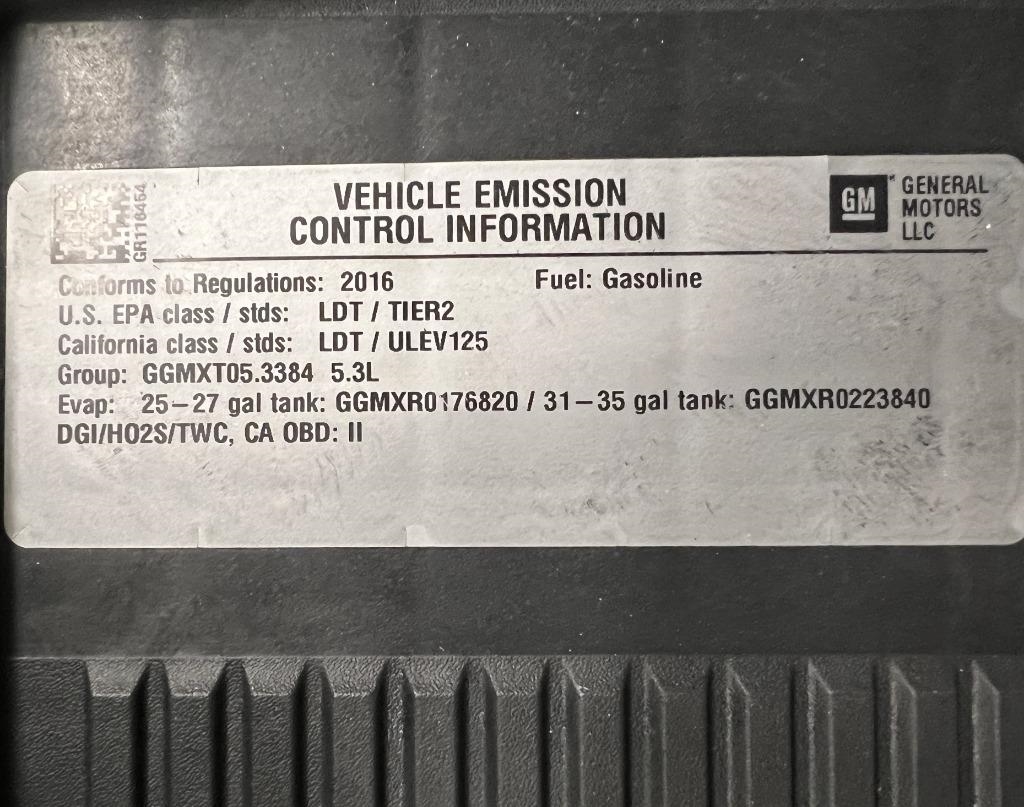 GR116454
VEHICLE EMISSION
CONTROL INFORMATION
GM
GENERAL
MOTORS
LLC
Conforms to Regulations: 2016 Fuel: Gasoline
U.S. EPA class / stds: LDT / TIER2
California class / stds: LDT / ULEV125
Group: GGMXT05.3384 5.3L
Evap: 25–27 gal tank: GGMXR0176820 / 31–35 gal tank: GGMXR0223840
DGI/HO2S/TWC, CA OBD: II